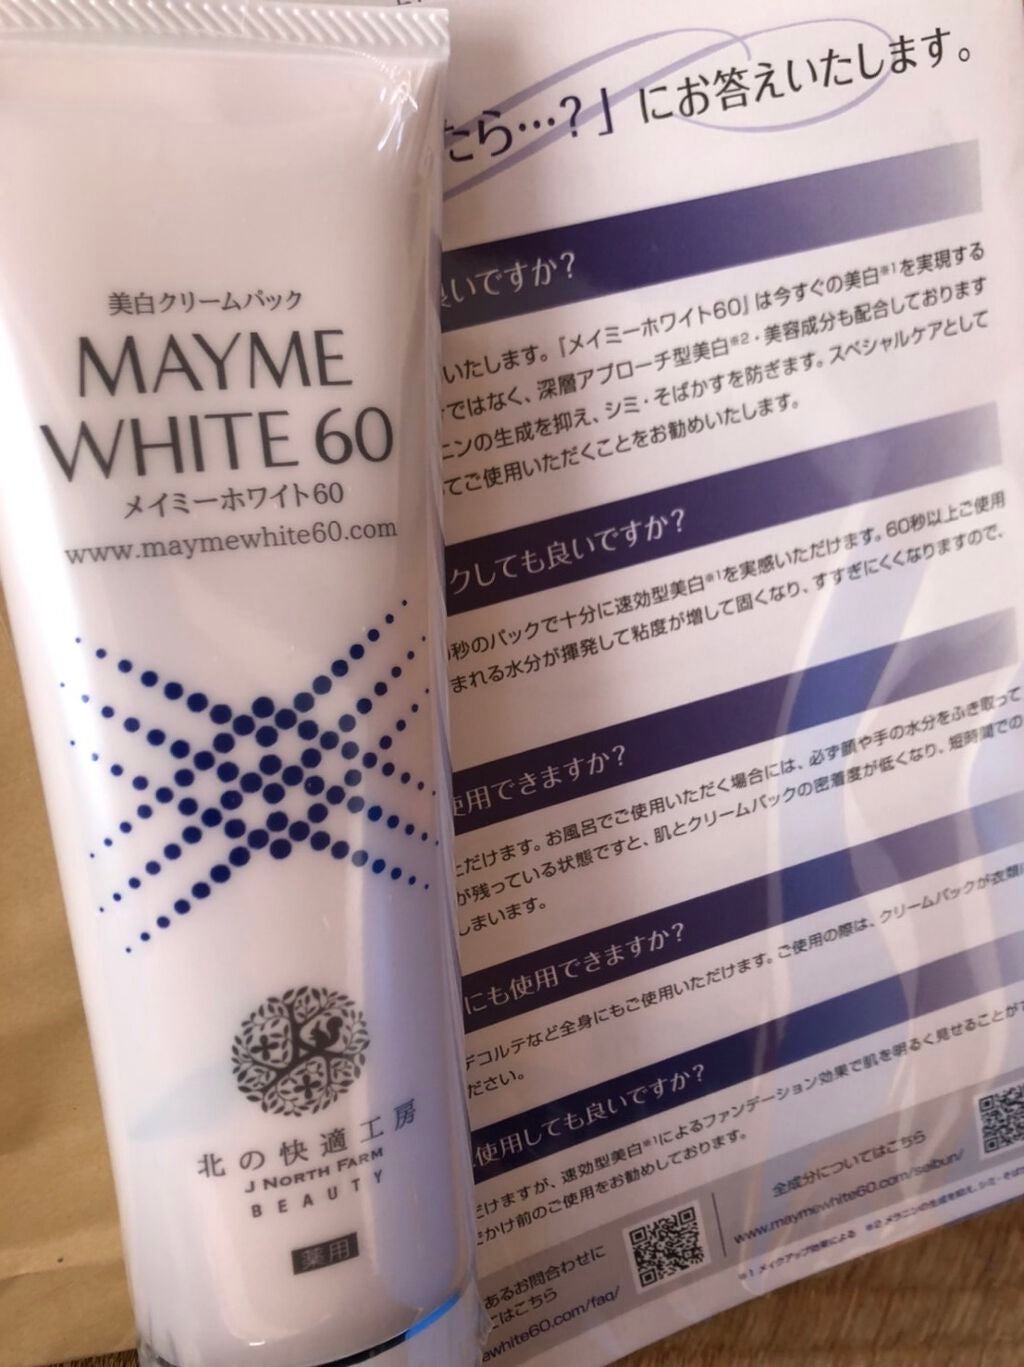 美白クリームパック
MAYME
WHITE 60
メイミーホワイト60
www.maymewhite60.com
北の快適工房
J NORTH FARM
BEAUTY
薬用
たら…?」にお答えいたします。
良いですか?
いたします。「メイミーホワイト60」は今すぐの美白※1を実現する
ではなく、深層アプローチ型美白※2・美容成分も配合しております
ニンの生成を抑え、シミ・そばかすを防ぎます。スペシャルケアとして
てご使用いただくことをお勧めいたします。
クしても良いですか?
秒のパックで十分に速効型美白※1を実感いただけます。60秒以上ご使用
まれる水分が揮発して粘度が増して固くなり、すすぎにくくなりますので、
使用できますか?
ただけます。お風呂でご使用いただく場合には、必ず顔や手の水分をふき取って
が残っている状態ですと、肌とクリームパックの密着度が低くなり、短時間での
しまいます。
にも使用できますか?
デコルテなど全身にもご使用いただけます。ご使用の際は、クリームパックが衣類に
ださい。
使用しても良いですか?
だけますが、速効型美白※1によるファンデーション効果で肌を明るく見せることが
でかけ前のご使用をお勧めしております。
あるお問合わせに
にはこちら
ewhite60.com/faq/
全成分についてはこちら
www.maymewhite60.com/seibun/
※1 メイクアップ効果による ※2 メラニンの生成を抑え、シミ・そば